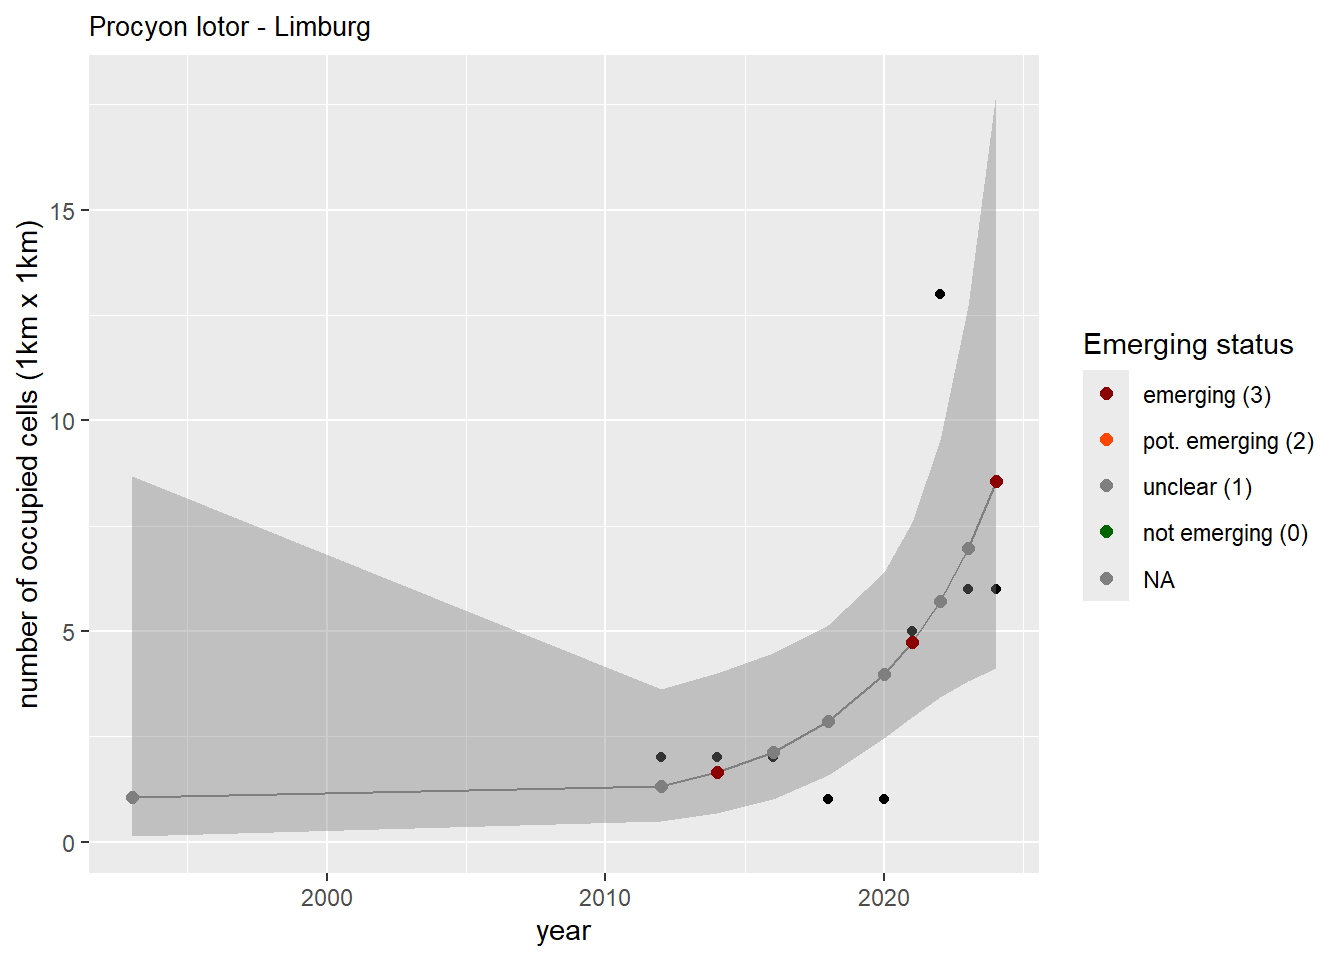 Procyon lotor - Limburg
number of occupied cells (1km x 1km)
15
10
5
0
2000
2010
2020
year
Emerging status
emerging (3)
pot. emerging (2)
unclear (1)
not emerging (0)
NA